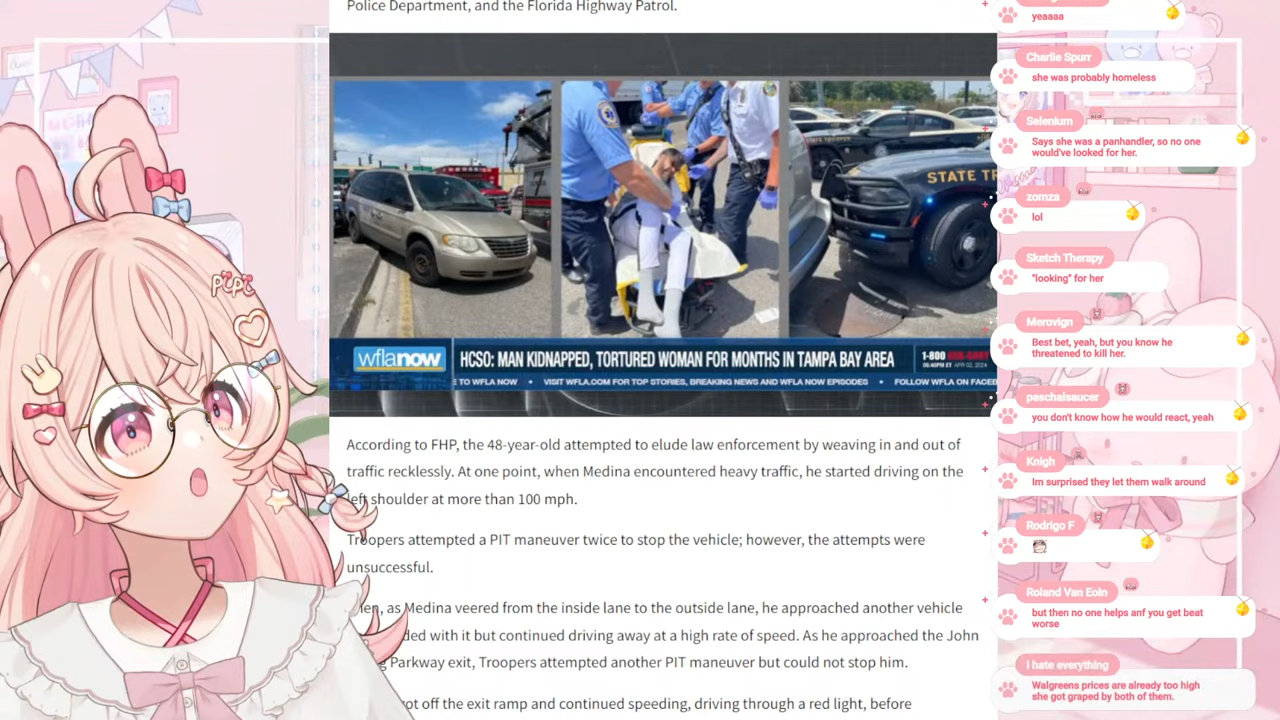 Police Department, and the Florida Highway Patrol.
STATE TR
wfla now
HCSO: MAN KIDNAPPED, TORTURED WOMAN FOR MONTHS IN TAMPA BAY AREA
1-800
E TO WFLA NOW • VISIT WFLA.COM FOR TOP STORIES, BREAKING NEWS AND WFLA NOW EPISODES • FOLLOW WFLA ON FACEB
According to FHP, the 48-year-old attempted to elude law enforcement by weaving in and out of
traffic recklessly. At one point, when Medina encountered heavy traffic, he started driving on the
left shoulder at more than 100 mph.
Troopers attempted a PIT maneuver twice to stop the vehicle; however, the attempts were
unsuccessful.
as Medina veered from the inside lane to the outside lane, he approached another vehicle
ded with it but continued driving away at a high rate of speed. As he approached the John
Parkway exit, Troopers attempted another PIT maneuver but could not stop him.
ot off the exit ramp and continued speeding, driving through a red light, before
pipi
yeaaaa
Charlie Spurr
she was probably homeless
Selenium
Says she was a panhandler, so no one
would've looked for her.
zomza
lol
Sketch Therapy
"looking" for her
Merovign
Best bet, yeah, but you know he
threatened to kill her.
paschalsaucer
you don't know how he would react, yeah
Knigh
Im surprised they let them walk around
Rodrigo F
Roland Van Eoin
but then no one helps anf you get beat
worse
I hate everything
Walgreens prices are already too high
she got graped by both of them.